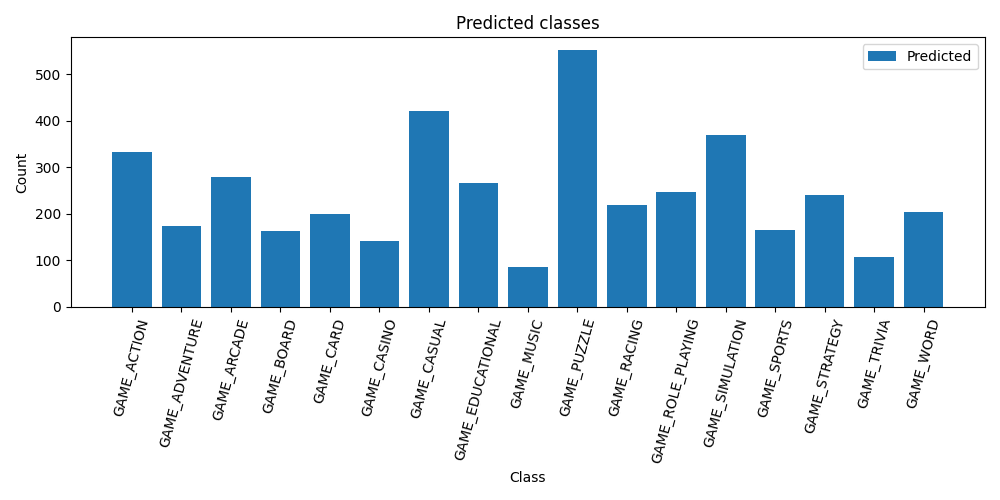 Predicted classes
Predicted
Count
500
400
300
200
100
0
GAME_ACTION
GAME_ADVENTURE
GAME_ARCADE
GAME_BOARD
GAME_CARD
GAME_CASINO
GAME_CASUAL
GAME_EDUCATIONAL
GAME_MUSIC
GAME_PUZZLE
GAME_RACING
GAME_ROLE_PLAYING
GAME_SIMULATION
GAME_SPORTS
GAME_STRATEGY
GAME_TRIVIA
GAME_WORD
Class